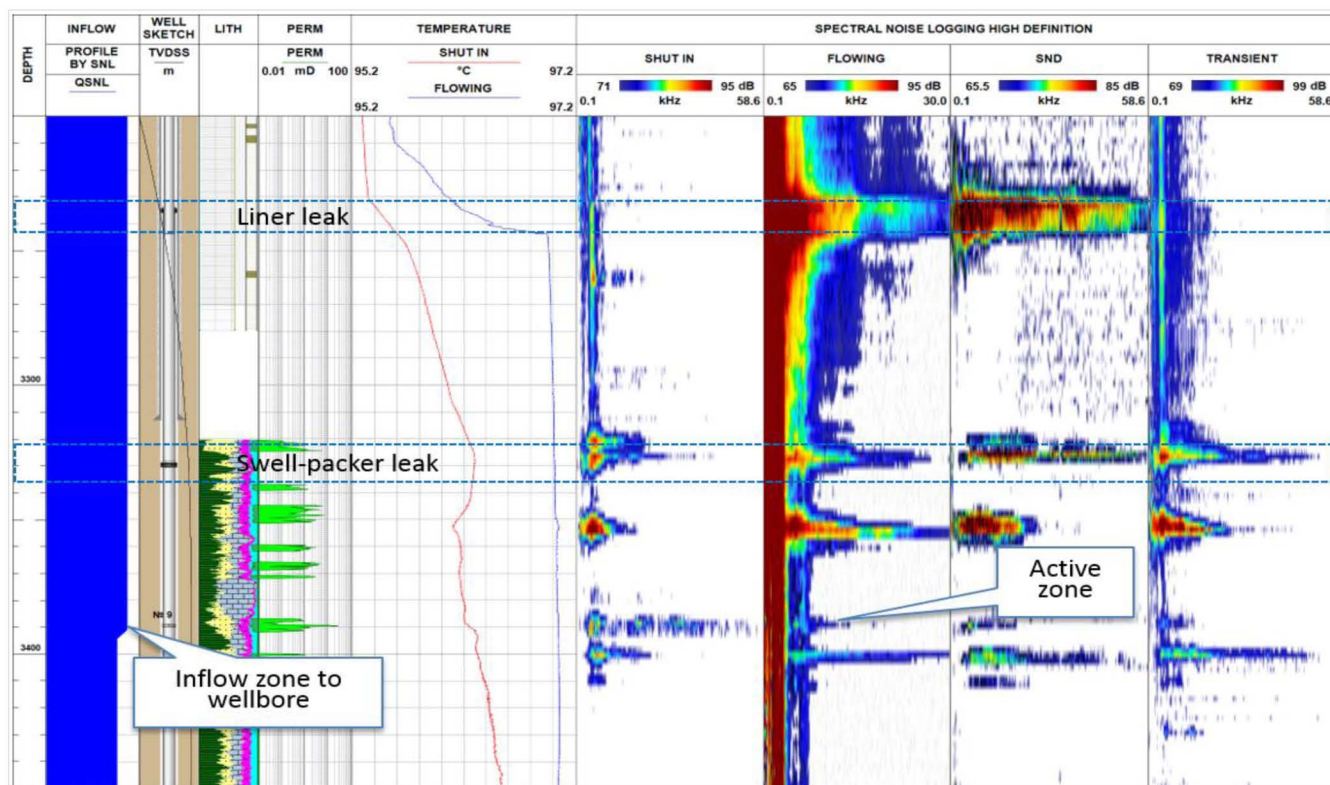 INFLOW
WELL
SKETCH
LITH
PERM
TEMPERATURE
SPECTRAL NOISE LOGGING HIGH DEFINITION
DEPTH
PROFILE
BY SNL
QSNL
TVDSS
m
PERM
0.01 mD 100
SHUT IN
95.2 °C 97.2
FLOWING
95.2 97.2
SHUT IN
71 95 dB
0.1 kHz 58.6
FLOWING
65 95 dB
0.1 kHz 30.0
SND
65.5 85 dB
0.1 kHz 58.6
TRANSIENT
69 99 dB
0.1 kHz 58.6
Liner leak
3300
Swell-packer leak
Active
zone
№ 9
3400
Inflow zone to
wellbore